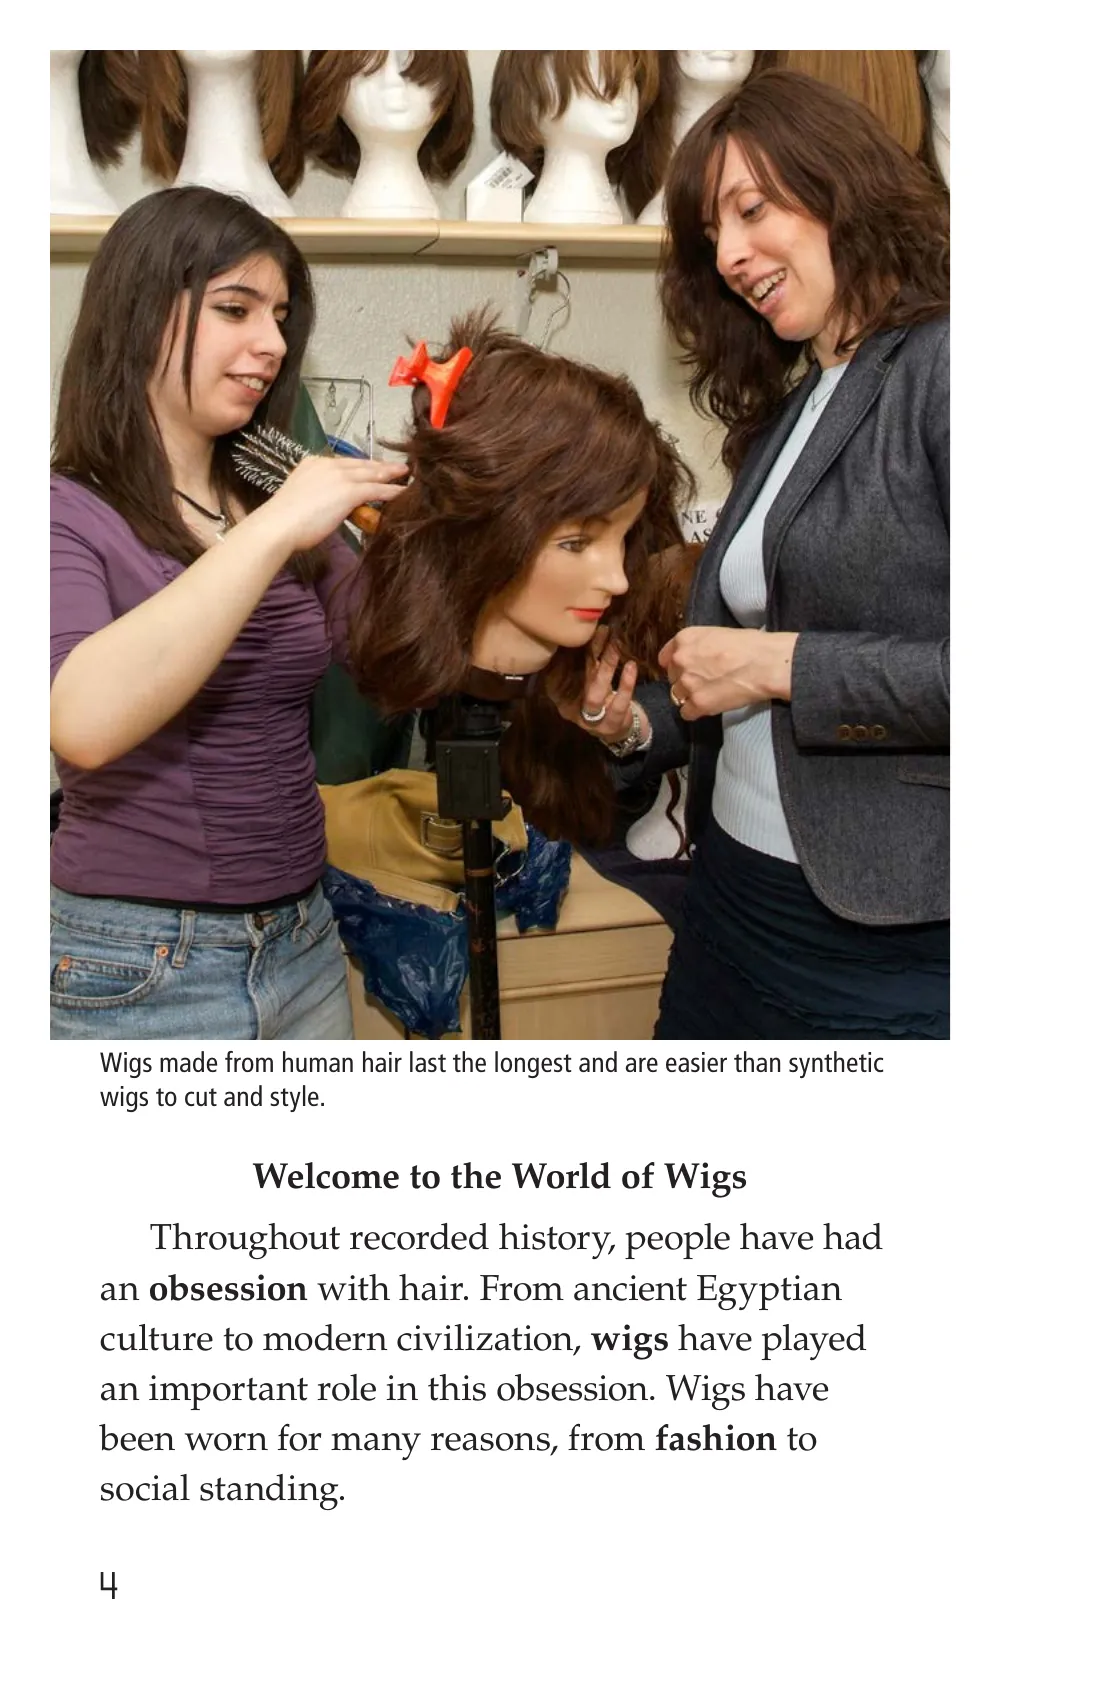 NE
AS
Wigs made from human hair last the longest and are easier than synthetic
wigs to cut and style.
Welcome to the World of Wigs
Throughout recorded history, people have had
an obsession with hair. From ancient Egyptian
culture to modern civilization, wigs have played
an important role in this obsession. Wigs have
been worn for many reasons, from fashion to
social standing.
4